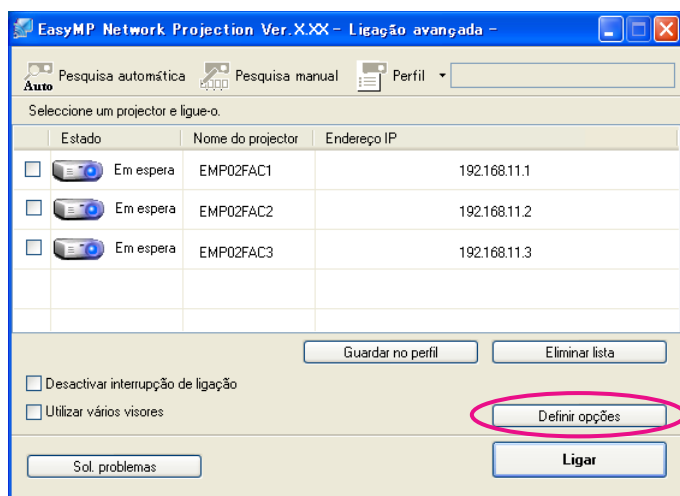 EasyMP Network Projection Ver.X.XX – Ligação avançada –
Auto Pesquisa automática Pesquisa manual Perfil
Seleccione um projector e ligue-o.
Estado Nome do projector Endereço IP
Em espera EMP02FAC1 192.168.11.1
Em espera EMP02FAC2 192.168.11.2
Em espera EMP02FAC3 192.168.11.3
Guardar no perfil Eliminar lista
Desactivar interrupção de ligação
Utilizar vários visores Definir opções
Sol. problemas Ligar